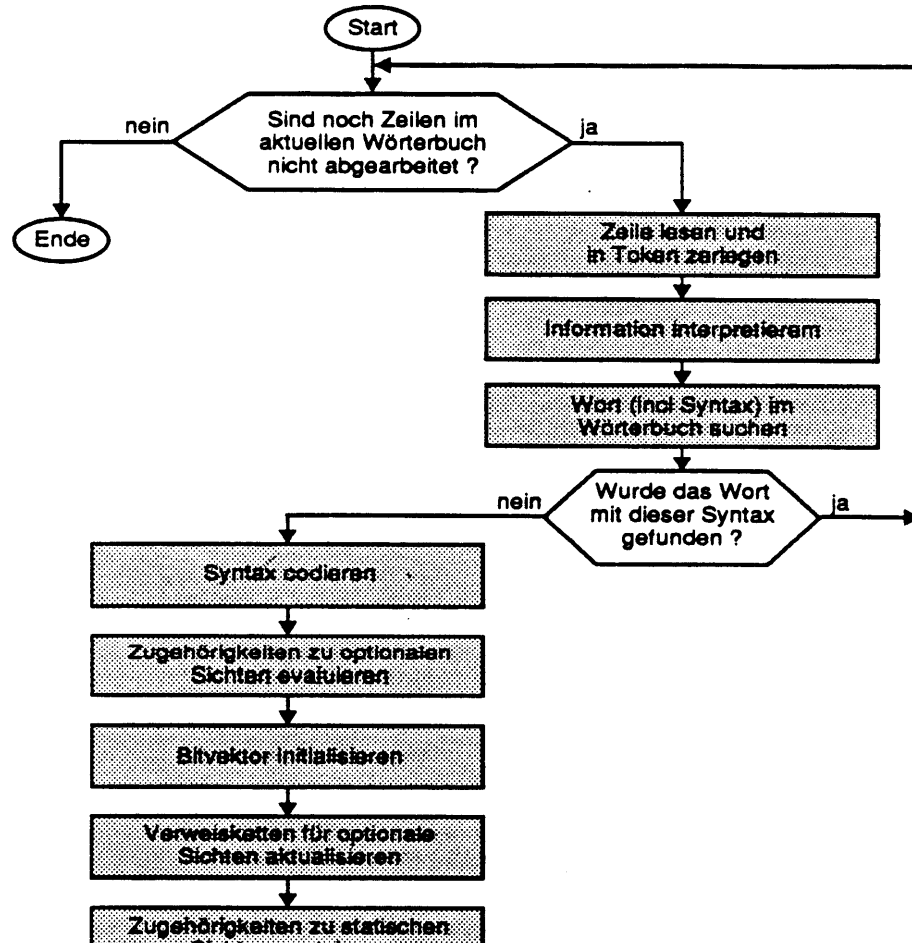 Start
Sind noch Zeilen im
aktuellen Wörterbuch
nicht abgearbeitet ?
nein
ja
Ende
Zeile lesen und
in Token zerlegen
Information interpretieren
Wort (incl Syntax) im
Wörterbuch suchen
Wurde das Wort
mit dieser Syntax
gefunden ?
nein
ja
Syntax codieren
Zugehörigkeiten zu optionalen
Sichten evaluieren
Bitvektor initialisieren
Verweisketten für optionale
Sichten aktualisieren
Zugehörigkeiten zu statischen